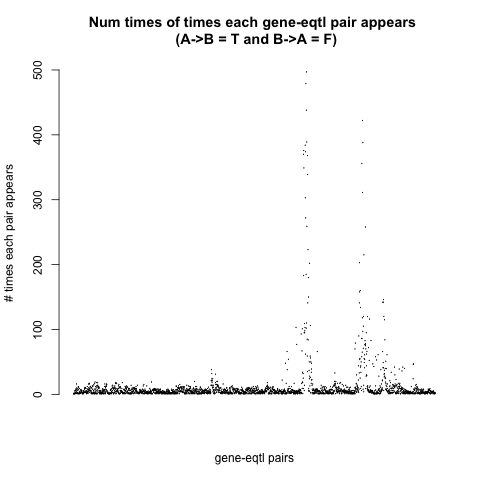 Num times of times each gene-eqtl pair appears
(A->B = T and B->A = F)
# times each pair appears
500
400
300
200
100
0
gene-eqtl pairs